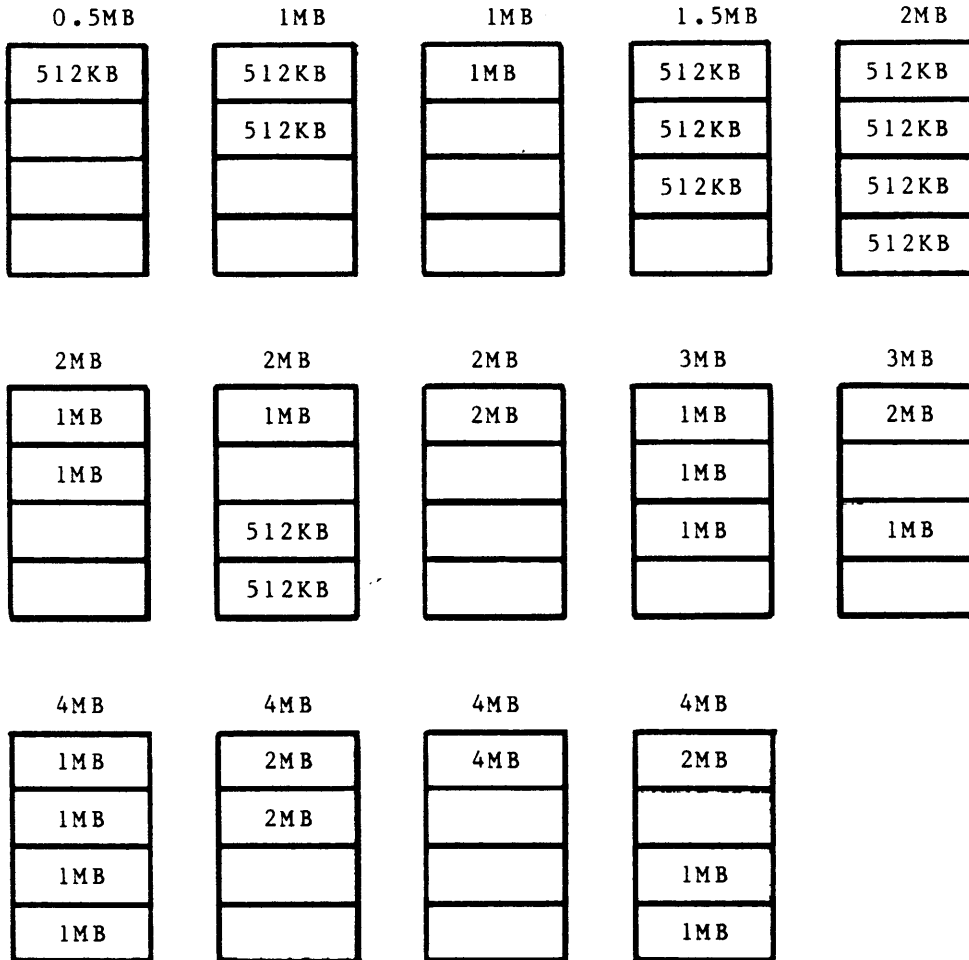 0.5MB 1MB 1MB 1.5MB 2MB
512KB 512KB 1MB 512KB 512KB
512KB 512KB 512KB
512KB 512KB
512KB
2MB 2MB 2MB 3MB 3MB
1MB 1MB 2MB 1MB 2MB
1MB 1MB
512KB 1MB 1MB
512KB
4MB 4MB 4MB 4MB
1MB 2MB 4MB 2MB
1MB 2MB
1MB 1MB
1MB 1MB